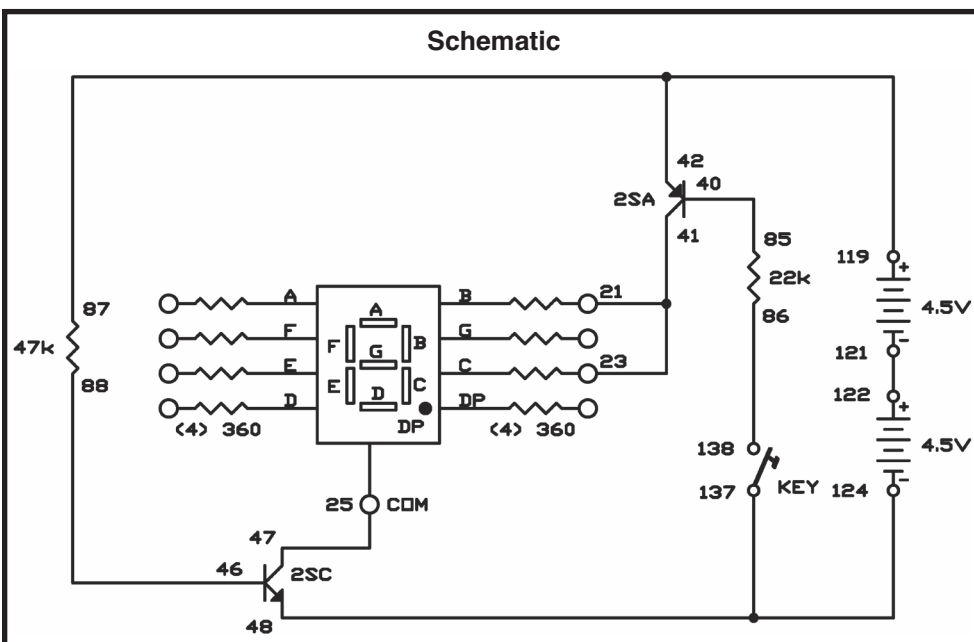 Schematic
42
40
2SA
41
85
22k
86
119
+
4.5V
-
121
122
+
4.5V
-
124
87
47k
88
A
F
E
D
(4) 360
A
F
B
G
E
C
D
DP
B
G
C
DP
(4) 360
21
23
138
137
KEY
25
COM
47
46
2SC
48